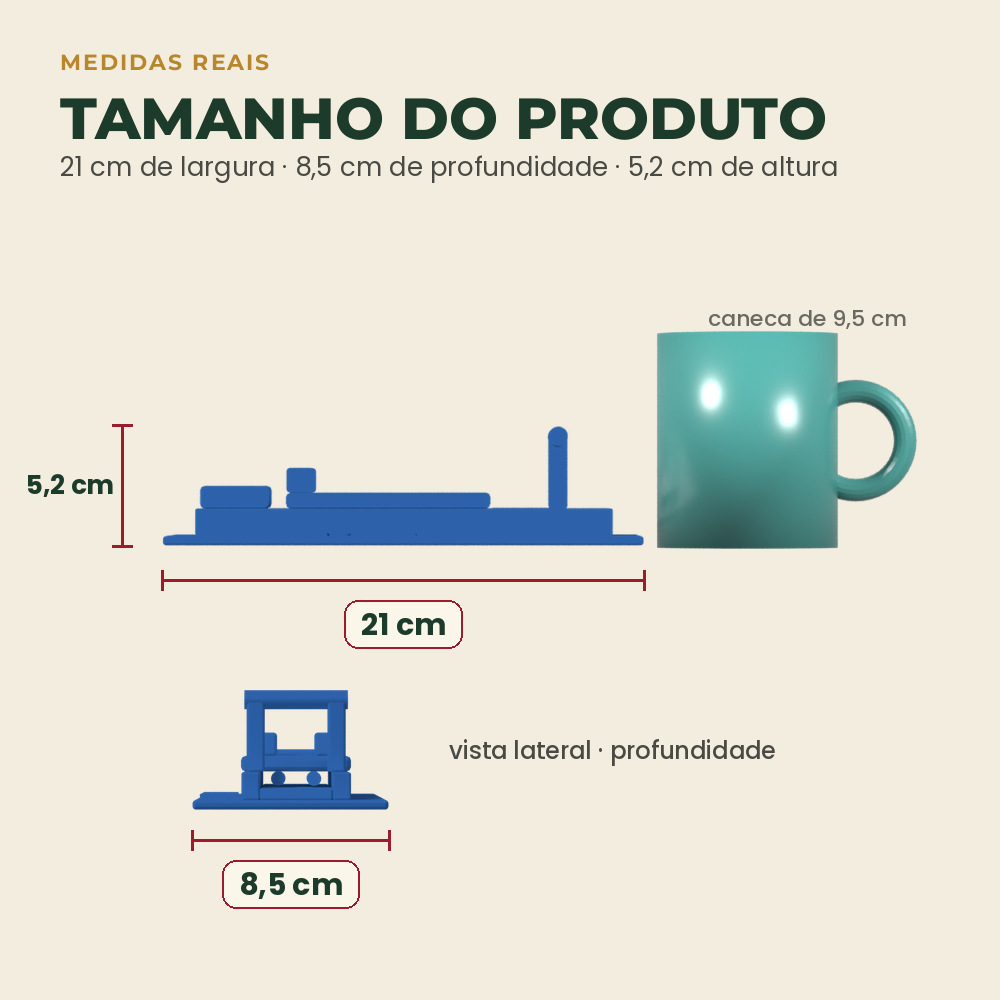 MEDIDAS REAIS
TAMANHO DO PRODUTO
21 cm de largura · 8,5 cm de profundidade · 5,2 cm de altura
caneca de 9,5 cm
5,2 cm
21 cm
vista lateral · profundidade
8,5 cm